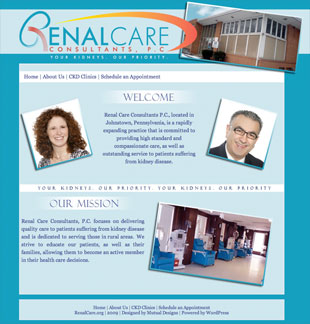 RENALCARE
CONSULTANTS, P.C.
YOUR KIDNEYS. OUR PRIORITY.
Home | About Us | CKD Clinics | Schedule an Appointment
WELCOME
Renal Care Consultants P.C., located in
Johnstown, Pennsylvania, is a rapidly
expanding practice that is committed to
providing high standard and
compassionate care, as well as
outstanding service to patients suffering
from kidney disease.
YOUR KIDNEYS. OUR PRIORITY. YOUR KIDNEYS. OUR PRIORITY
OUR MISSION
Renal Care Consultants, P.C. focuses on delivering
quality care to patients suffering from kidney disease
and is dedicated to serving those in rural areas. We
strive to educate our patients, as well as their
families, allowing them to become an active member
in their health care decisions.
Home | About Us | CKD Clinics | Schedule an Appointment
RenalCare.org | 2009 | Designed by Mutual Designs | Powered by WordPress